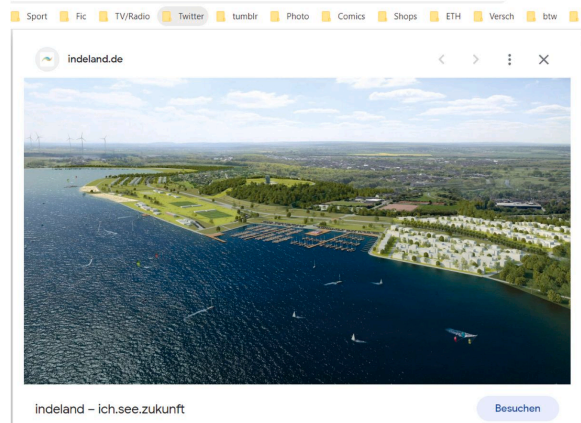 Sport Fic TV/Radio Twitter tumblr Photo Comics Shops ETH Versch btw
indeland.de
indeland – ich.see.zukunft Besuchen